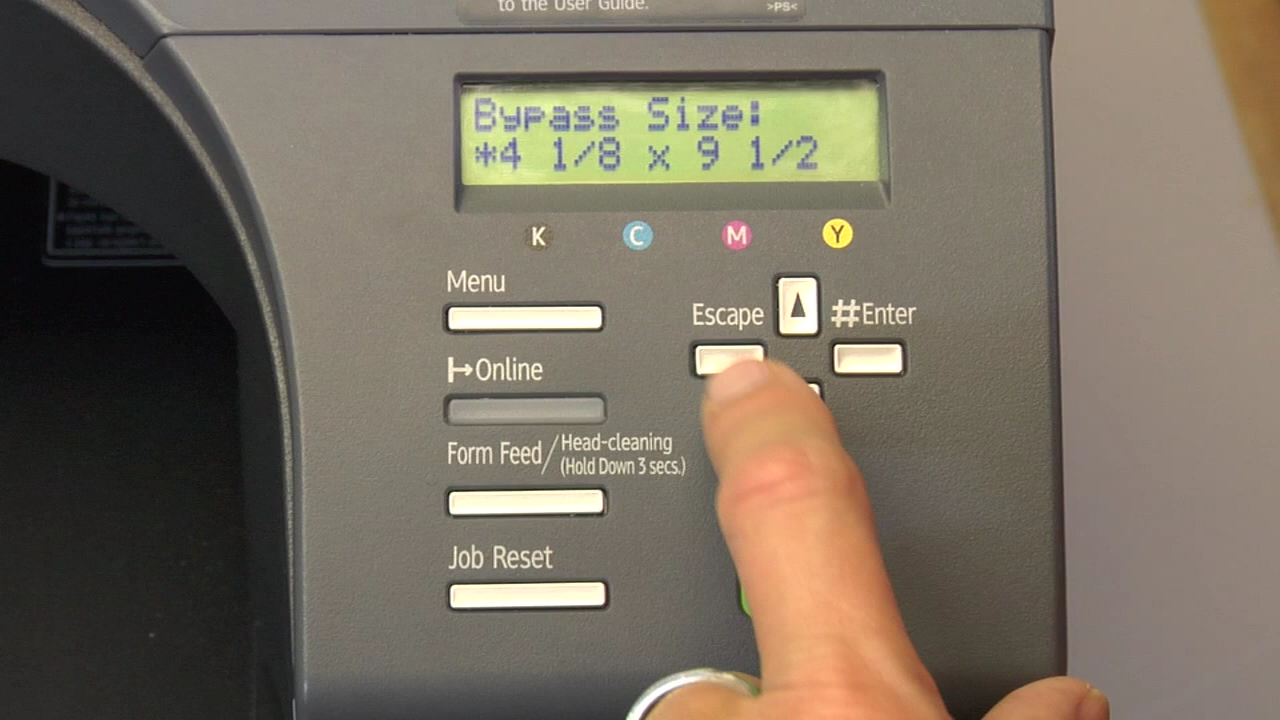 to the User Guide.
>PS<
Bypass Size:
*4 1/8 x 9 1/2
K C M Y
Menu
Escape
#Enter
Online
Form Feed/Head-cleaning
(Hold Down 3 secs.)
Job Reset